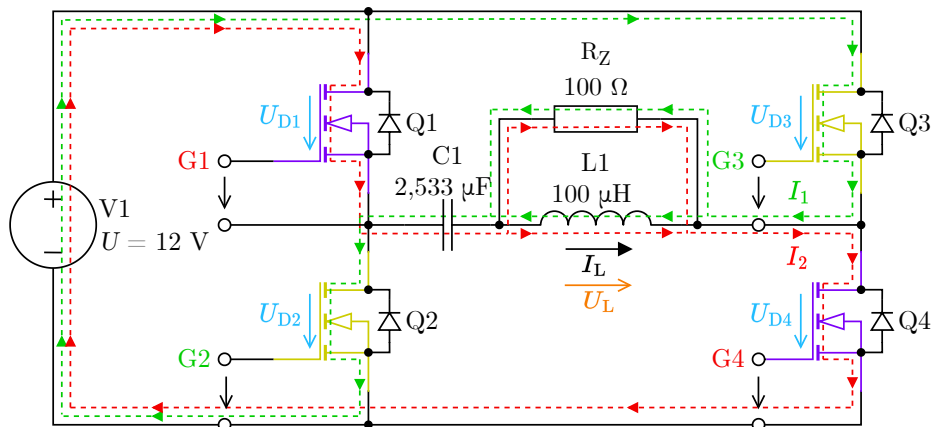 R_Z
100 Ω
U_D1
Q1
U_D3
Q3
G1
C1
L1
G3
2,533 µF
100 µH
I_1
+
V1
U = 12 V
−
I_L
I_2
U_L
U_D2
Q2
U_D4
Q4
G2
G4